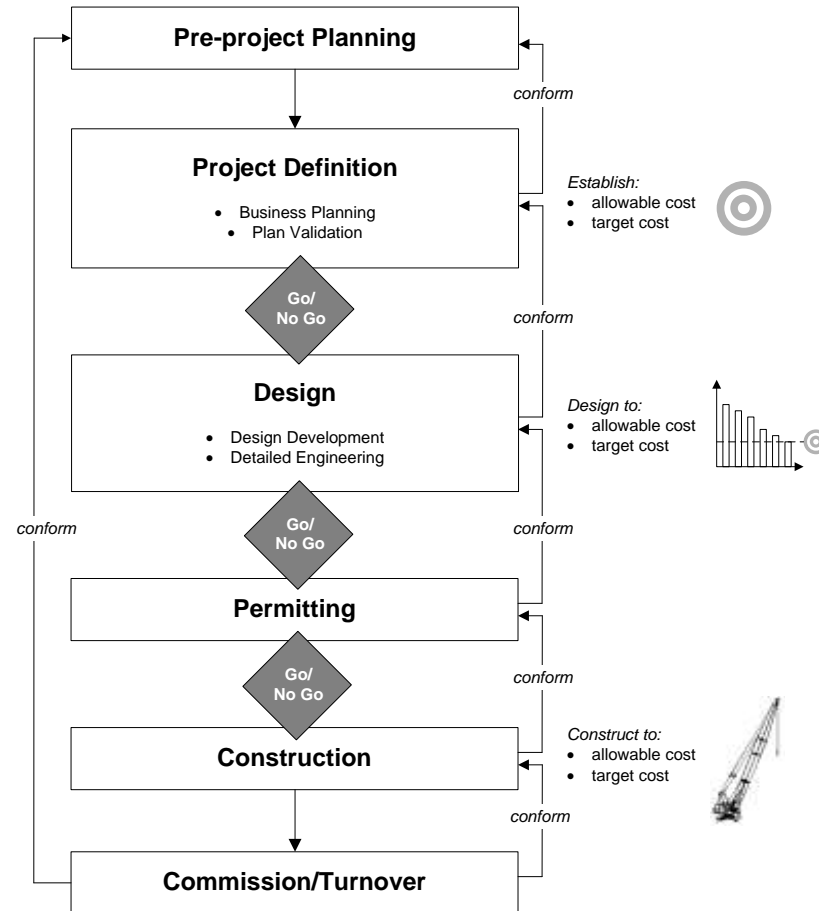 Pre-project Planning
conform
Project Definition
• Business Planning
• Plan Validation
Establish:
• allowable cost
• target cost
Go/
No Go
conform
Design
• Design Development
• Detailed Engineering
Design to:
• allowable cost
• target cost
Go/
No Go
conform
conform
Permitting
Go/
No Go
conform
Construction
Construct to:
• allowable cost
• target cost
conform
Commission/Turnover